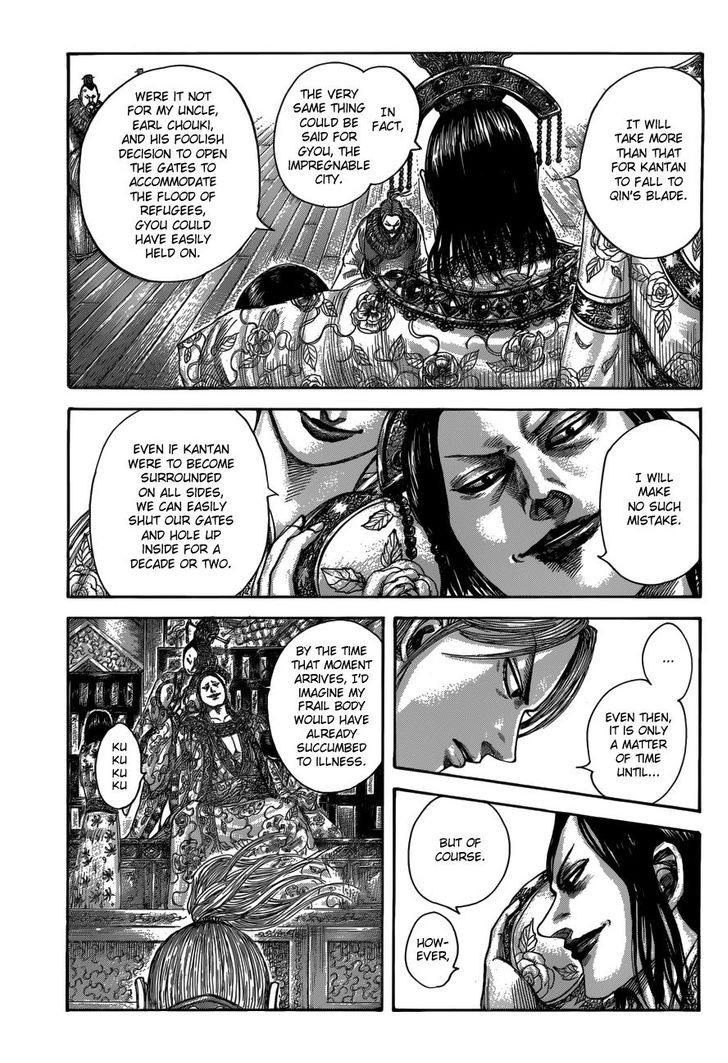 IT WILL
TAKE MORE
THAN THAT
FOR KANTAN
TO FALL TO
QIN'S BLADE.
IN
FACT,
THE VERY
SAME THING
COULD BE
SAID FOR
GYOU, THE
IMPREGNABLE
CITY.
WERE IT NOT
FOR MY UNCLE,
EARL CHOUKI,
AND HIS FOOLISH
DECISION TO OPEN
THE GATES TO
ACCOMMODATE
THE FLOOD OF
REFUGEES,
GYOU COULD
HAVE EASILY
HELD ON.
I WILL
MAKE
NO SUCH
MISTAKE.
EVEN IF KANTAN
WERE TO BECOME
SURROUNDED
ON ALL SIDES,
WE CAN EASILY
SHUT OUR GATES
AND HOLE UP
INSIDE FOR A
DECADE OR TWO.
...
EVEN THEN,
IT IS ONLY
A MATTER
OF TIME
UNTIL...
BUT OF
COURSE.
HOW-
EVER,
BY THE TIME
THAT MOMENT
ARRIVES, I'D
IMAGINE MY
FRAIL BODY
WOULD HAVE
ALREADY
SUCCUMBED
TO ILLNESS.
KU
KU
KU
KU